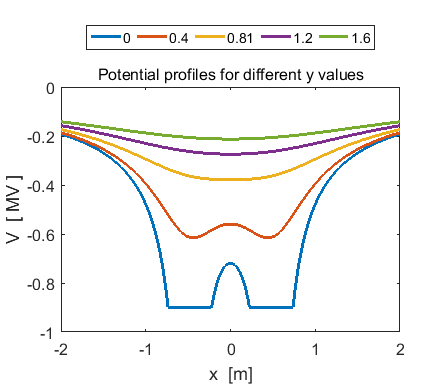 0 0.4 0.81 1.2 1.6
Potential profiles for different y values
0
-0.2
-0.4
-0.6
-0.8
-1
V [ MV ]
-2 -1 0 1 2
x [m]